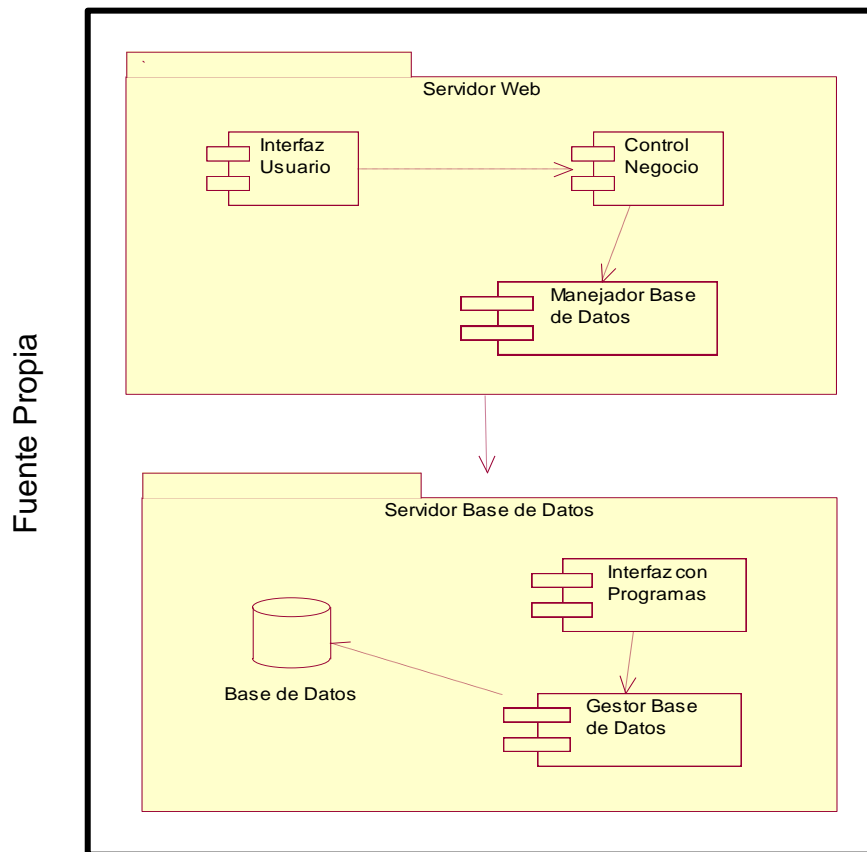 Fuente Propia
Servidor Web
Interfaz
Usuario
Control
Negocio
Manejador Base
de Datos
Servidor Base de Datos
Interfaz con
Programas
Base de Datos
Gestor Base
de Datos